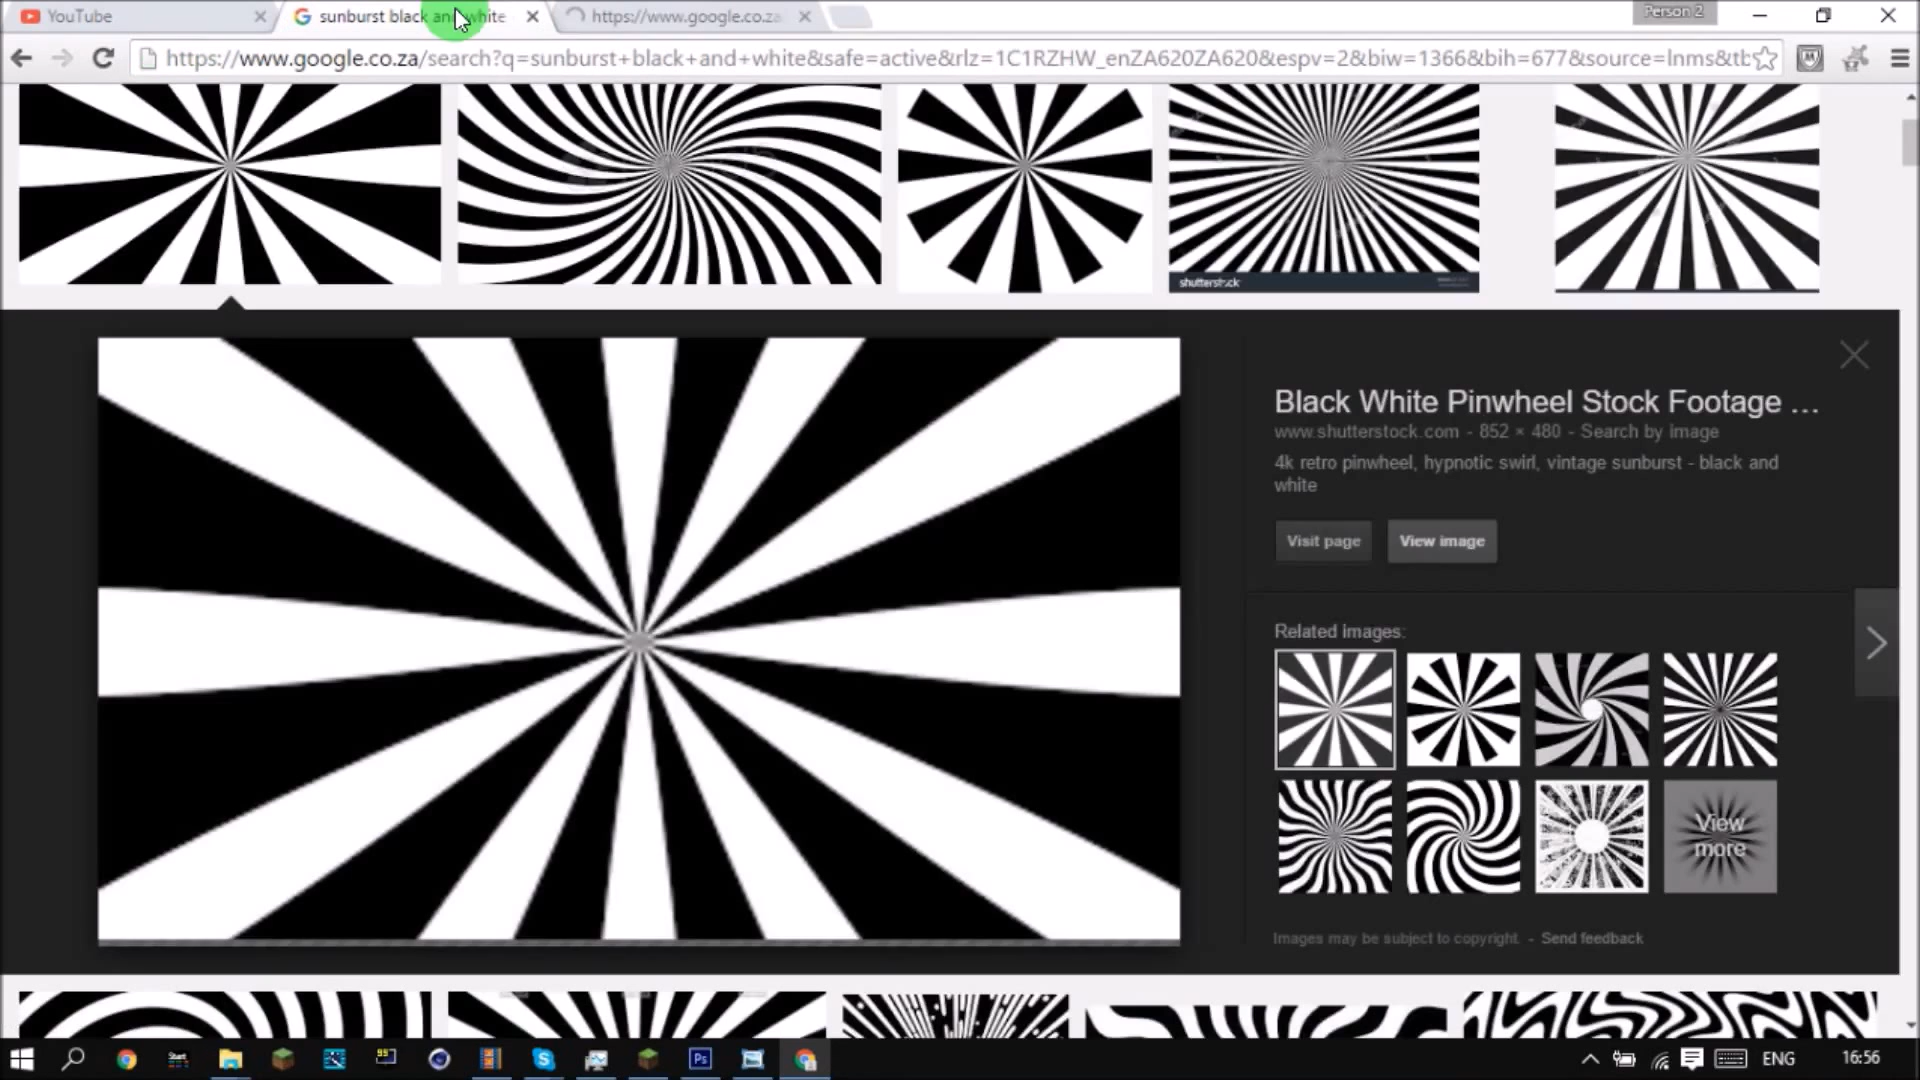 YouTube
sunburst black and white
https://www.google.co.za
Person 2
https://www.google.co.za/search?q=sunburst+black+and+white&safe=active&rlz=1C1RZHW_enZA620ZA620&espv=2&biw=1366&bih=677&source=lnms&tb
shutterstock
Black White Pinwheel Stock Footage ...
www.shutterstock.com - 852 × 480 - Search by image
4k retro pinwheel, hypnotic swirl, vintage sunburst - black and
white
Visit page
View image
Related images:
View
more
Images may be subject to copyright. - Send feedback
Start
99
Ps
ENG
16:56